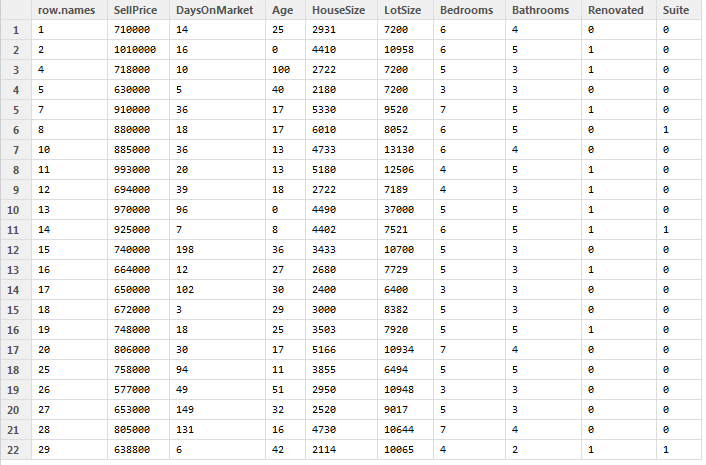 row.names SellPrice DaysOnMarket Age HouseSize LotSize Bedrooms Bathrooms Renovated Suite
1 1 710000 14 25 2931 7200 6 4 0 0
2 2 1010000 16 0 4410 10958 6 5 1 0
3 4 718000 10 100 2722 7200 5 3 1 0
4 5 630000 5 40 2180 7200 3 3 0 0
5 7 910000 36 17 5330 9520 7 5 1 0
6 8 880000 18 17 6010 8052 6 5 0 1
7 10 885000 36 13 4733 13130 6 4 0 0
8 11 993000 20 13 5180 12506 4 5 1 0
9 12 694000 39 18 2722 7189 4 3 1 0
10 13 970000 96 0 4490 37000 5 5 1 0
11 14 925000 7 8 4402 7521 6 5 1 1
12 15 740000 198 36 3433 10700 5 3 0 0
13 16 664000 12 27 2680 7729 5 3 1 0
14 17 650000 102 30 2400 6400 3 3 0 0
15 18 672000 3 29 3000 8382 5 3 0 0
16 19 748000 18 25 3503 7920 5 5 1 0
17 20 806000 30 17 5166 10934 7 4 0 0
18 25 758000 94 11 3855 6494 5 5 0 0
19 26 577000 49 51 2950 10948 3 3 0 0
20 27 653000 149 32 2520 9017 5 3 0 0
21 28 805000 131 16 4730 10644 7 4 0 0
22 29 638800 6 42 2114 10065 4 2 1 1